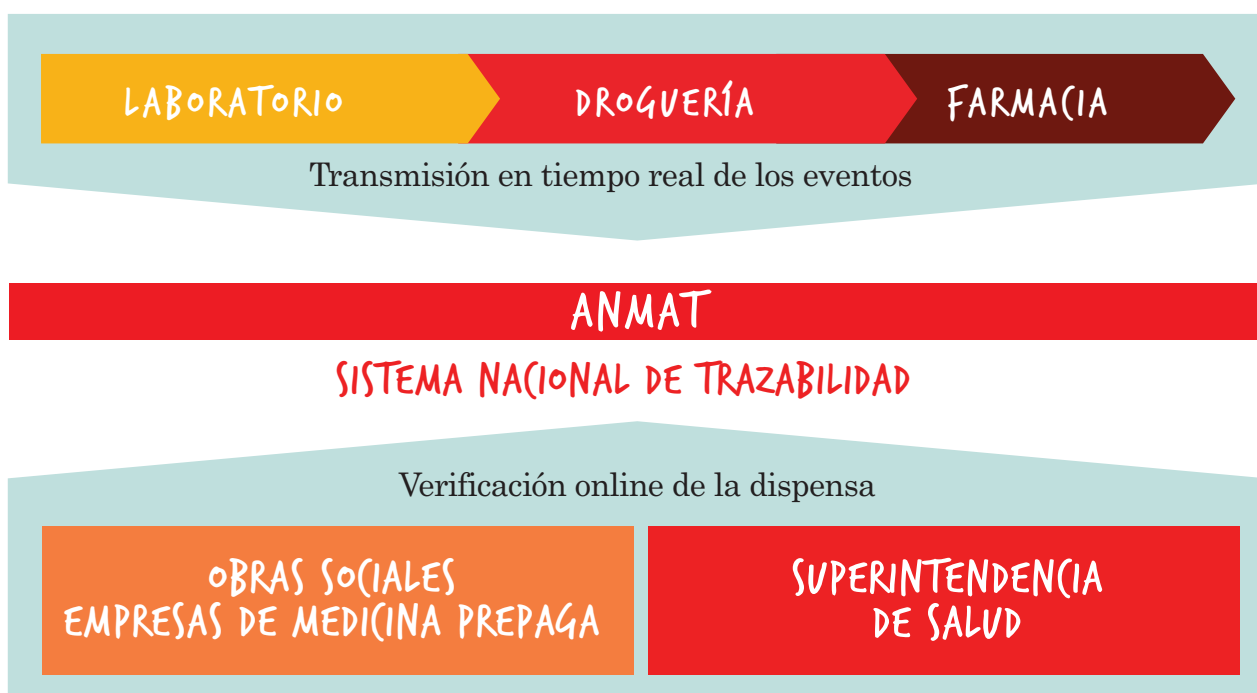 LABORATORIO
DROGUERÍA
FARMACIA
Transmisión en tiempo real de los eventos
ANMAT
SISTEMA NACIONAL DE TRAZABILIDAD
Verificación online de la dispensa
OBRAS SOCIALES
EMPRESAS DE MEDICINA PREPAGA
SUPERINTENDENCIA
DE SALUD